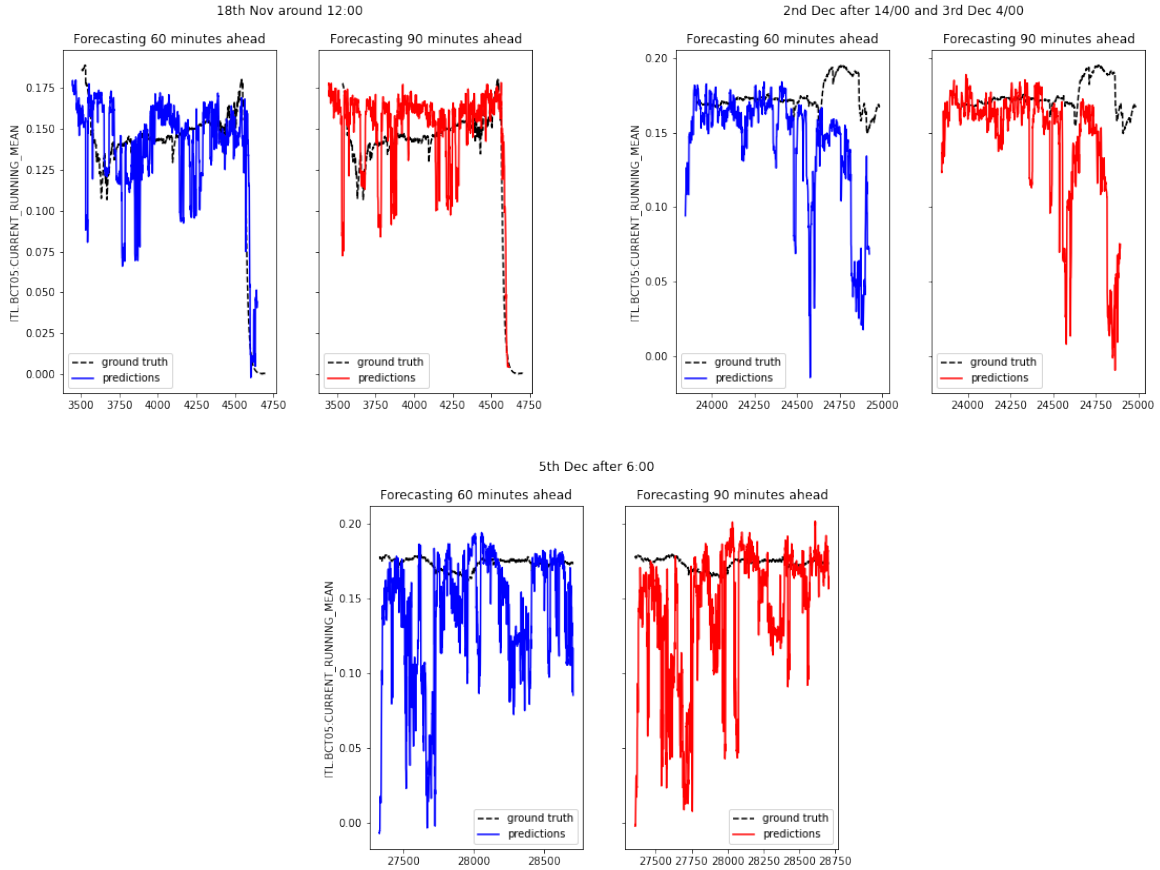 18th Nov around 12:00
Forecasting 60 minutes ahead
Forecasting 90 minutes ahead
ITL.BCT05:CURRENT_RUNNING_MEAN
0.175
0.150
0.125
0.100
0.075
0.050
0.025
0.000
ground truth
predictions
ground truth
predictions
3500 3750 4000 4250 4500 4750
3500 3750 4000 4250 4500 4750
2nd Dec after 14/00 and 3rd Dec 4/00
Forecasting 60 minutes ahead
Forecasting 90 minutes ahead
ITL.BCT05:CURRENT_RUNNING_MEAN
0.20
0.15
0.10
0.05
0.00
ground truth
predictions
ground truth
predictions
24000 24250 24500 24750 25000
24000 24250 24500 24750 25000
5th Dec after 6:00
Forecasting 60 minutes ahead
Forecasting 90 minutes ahead
ITL.BCT05:CURRENT_RUNNING_MEAN
0.20
0.15
0.10
0.05
0.00
ground truth
predictions
ground truth
predictions
27500 28000 28500
27500 27750 28000 28250 28500 28750